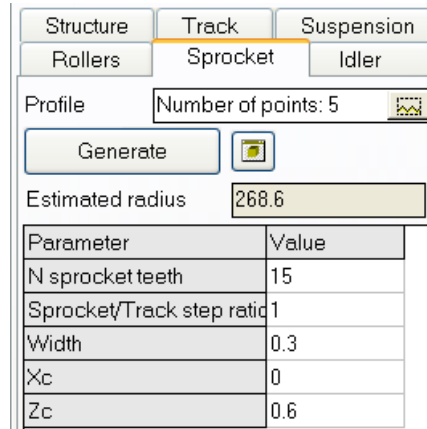 Structure Track Suspension
Rollers Sprocket Idler
Profile Number of points: 5
Generate
Estimated radius 268.6
Parameter Value
N sprocket teeth 15
Sprocket/Track step ratio 1
Width 0.3
Xc 0
Zc 0.6